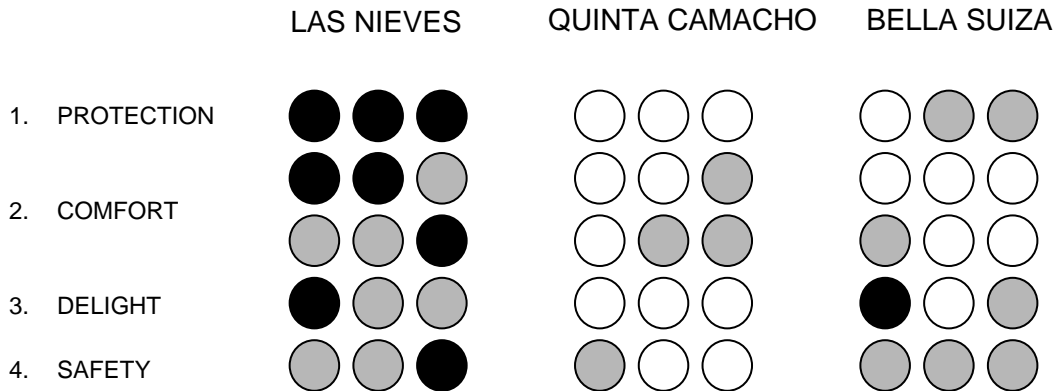 LAS NIEVES QUINTA CAMACHO BELLA SUIZA
1. PROTECTION
2. COMFORT
3. DELIGHT
4. SAFETY